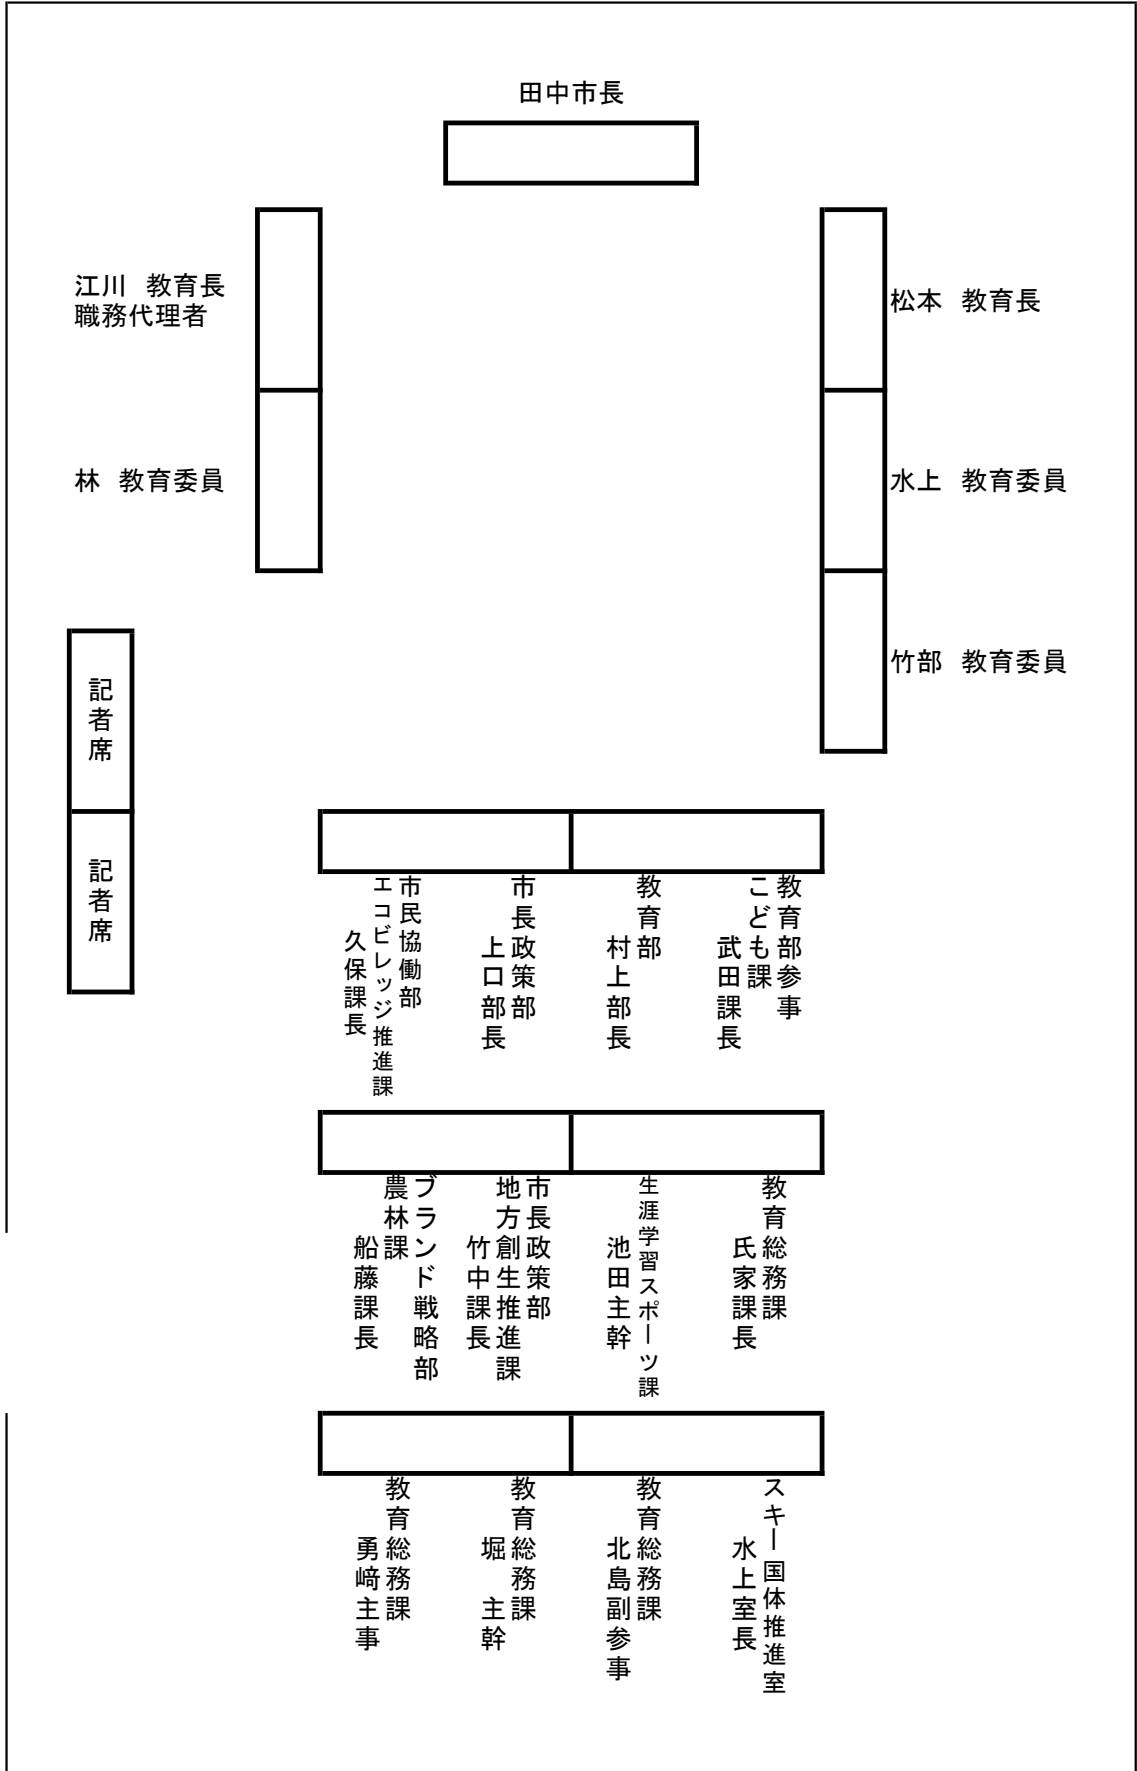 田中市長
江川 教育長
職務代理者
松本 教育長
林 教育委員
水上 教育委員
竹部 教育委員
記者席
記者席
教育部参事
こども課
武田課長
教育部
村上部長
市長政策部
上口部長
市民協働部
エコビレッジ推進課
久保課長
教育総務課
氏家課長
生涯学習スポーツ課
池田主幹
市長政策部
地方創生推進課
竹中課長
ブランド戦略部
農林課
船藤課長
スキー国体推進室
水上室長
教育総務課
北島副参事
教育総務課
堀 主幹
教育総務課
勇崎主事